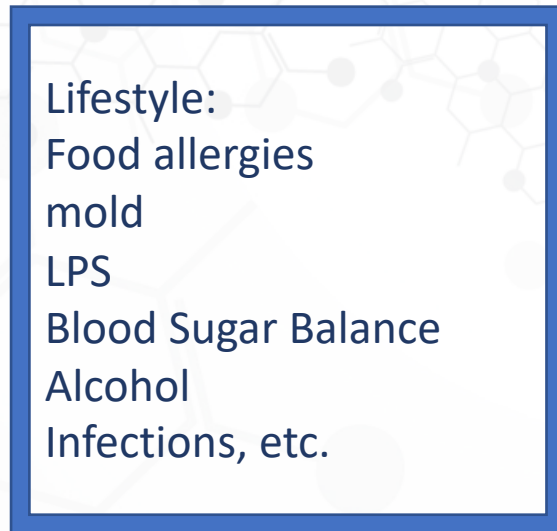 Lifestyle:
Food allergies
mold
LPS
Blood Sugar Balance
Alcohol
Infections, etc.